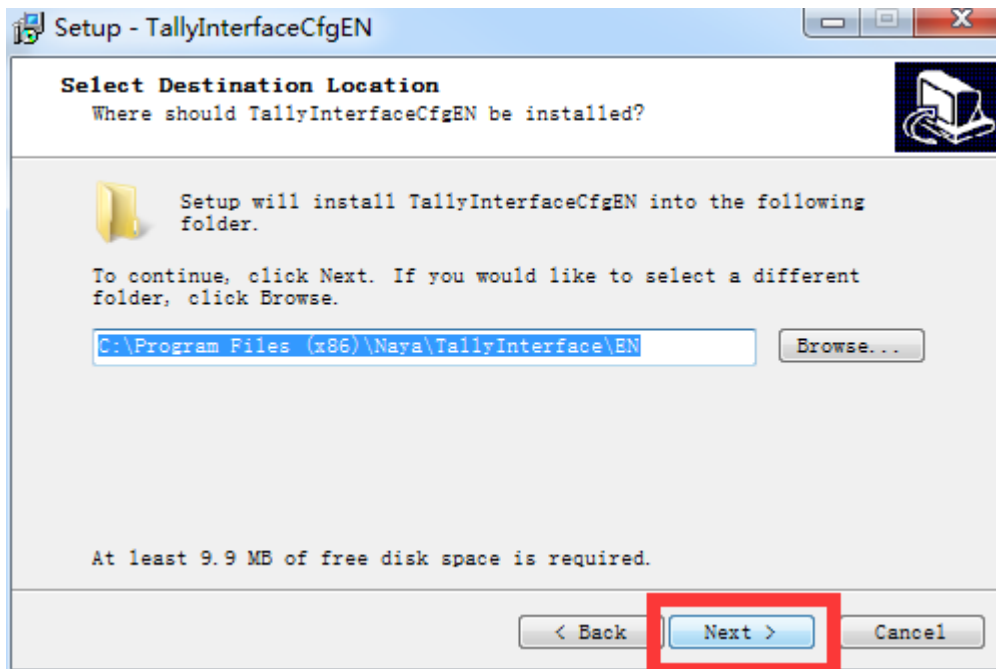 Setup - TallyInterfaceCfgEN
Select Destination Location
Where should TallyInterfaceCfgEN be installed?
Setup will install TallyInterfaceCfgEN into the following
folder.
To continue, click Next. If you would like to select a different
folder, click Browse.
C:\Program Files (x86)\Naya\TallyInterface\EN
Browse...
At least 9.9 MB of free disk space is required.
< Back
Next >
Cancel